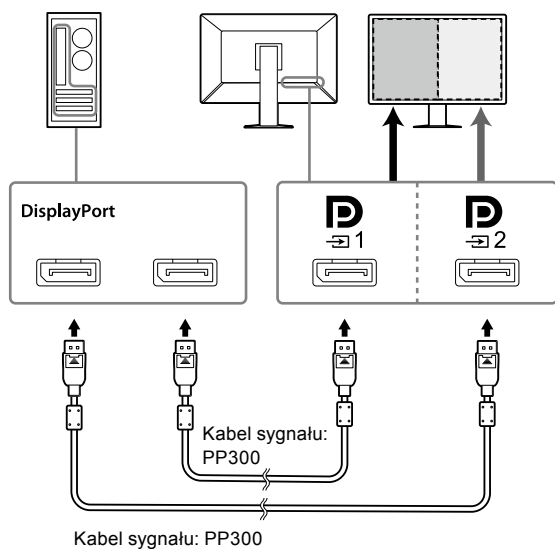 DisplayPort
1
2
Kabel sygnału:
PP300
Kabel sygnału: PP300